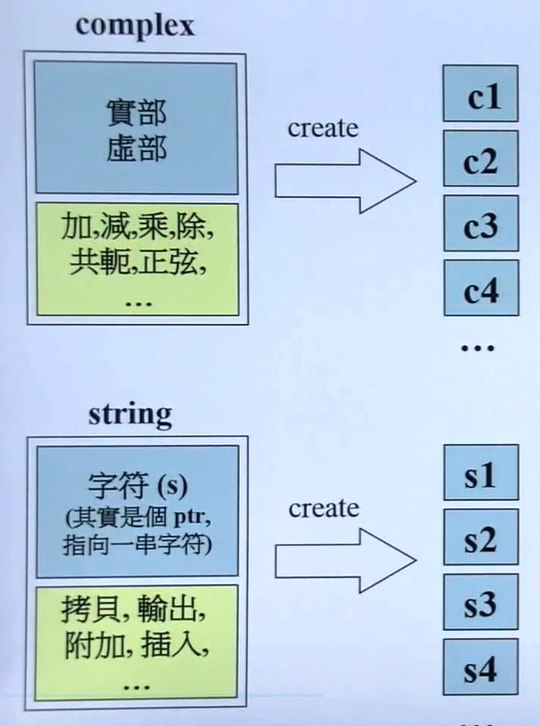 complex
實部
虛部
加,減,乘,除,
共軛,正弦,
...
create
c1
c2
c3
c4
...
string
字符 (s)
(其實是個 ptr,
指向一串字符)
拷貝, 輸出,
附加, 插入,
...
create
s1
s2
s3
s4
...